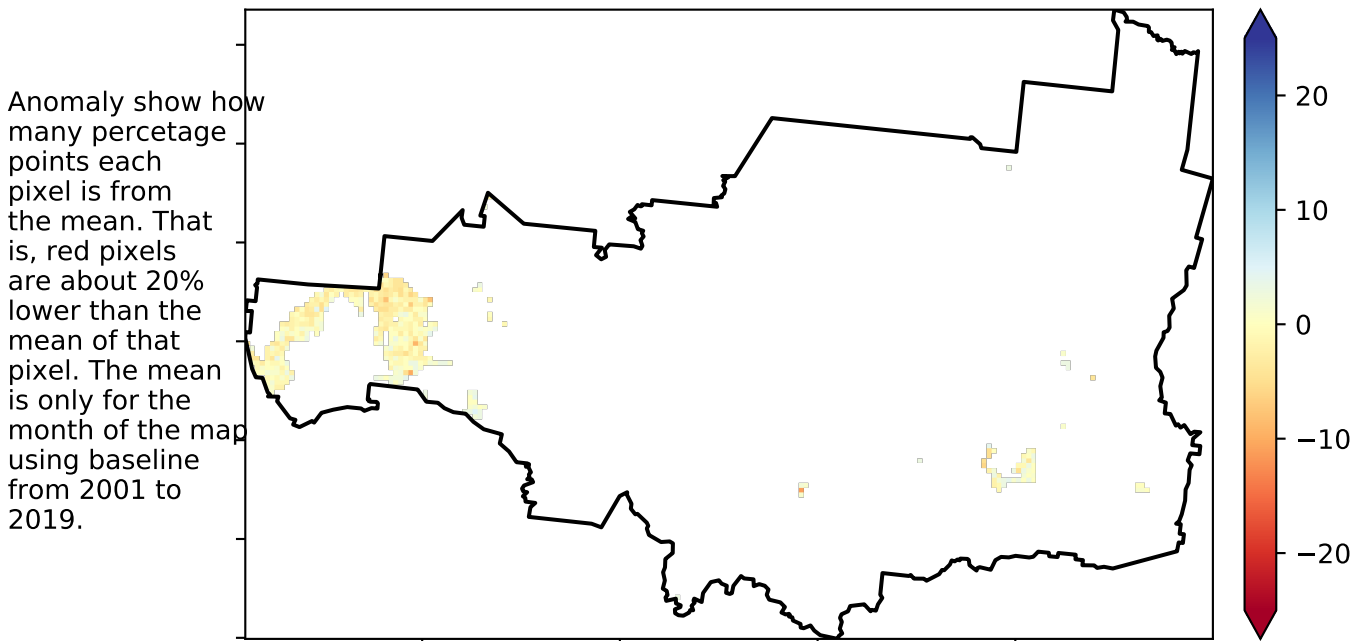 Anomaly show how
many percetage
points each
pixel is from
the mean. That
is, red pixels
are about 20%
lower than the
mean of that
pixel. The mean
is only for the
month of the map
using baseline
from 2001 to
2019.
20
10
0
−10
−20